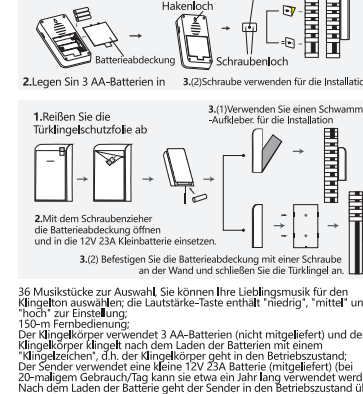 Hakenloch
Batterieabdeckung
Schraubenloch
2.Legen Sin 3 AA-Batterien in
3.(2)Schraube verwenden für die Installatio
1.Reißen Sie die
Türklingelschutzfolie ab
3.(1)Verwenden Sie einen Schwamm
-Aufkleber. für die Installation
2.Mit dem Schraubenzieher
die Batterieabdeckung öffnen
und in die 12V 23A Kleinbatterie einsetzen.
3.(2) Befestigen Sie die Batterieabdeckung mit einer Schraube
an der Wand und schließen Sie die Türklingel an.
36 Musikstücke zur Auswahl, Sie können Ihre Lieblingsmusik für den
Klingelton auswählen; die Lautstärke-Taste enthält "niedrig", "mittel" un
"hoch" zur Einstellung;
150-m Fernbedienung;
Der Klingelkörper verwendet 3 AA-Batterien (nicht mitgeliefert) und de
Klingelkörper klingelt nach dem Laden der Batterien mit einem
"Klingelzeichen", d.h. der Klingelkörper geht in den Betriebszustand;
Der Sender verwendet eine kleine 12V 23A Batterie (mitgeliefert) (bei
20-maligem Gebrauch/Tag kann sie etwa ein Jahr lang verwendet werd
Nach dem Laden der Batterie geht der Sender in den Betriebszustand üb